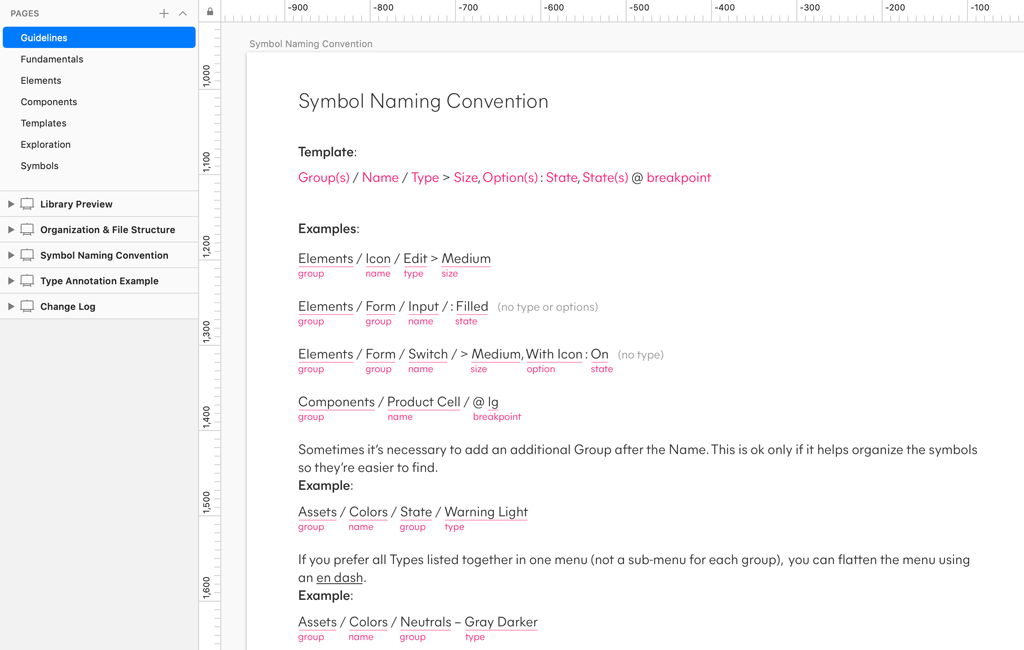 PAGES
-900 -800 -700 -600 -500 -400 -300 -200 -100
Guidelines
Fundamentals
Elements
Components
Templates
Exploration
Symbols
Library Preview
Organization & File Structure
Symbol Naming Convention
Type Annotation Example
Change Log
1,000
1,100
1,200
1,300
1,400
1,500
1,600
Symbol Naming Convention
Symbol Naming Convention
Template:
Group(s) / Name / Type > Size, Option(s) : State, State(s) @ breakpoint
Examples:
Elements / Icon / Edit > Medium
group name type size
Elements / Form / Input / : Filled (no type or options)
group group name state
Elements / Form / Switch / > Medium, With Icon : On (no type)
group group name size option state
Components / Product Cell / @ lg
group name breakpoint
Sometimes it's necessary to add an additional Group after the Name. This is ok only if it helps organize the symbols
so they're easier to find.
Example:
Assets / Colors / State / Warning Light
group name group type
If you prefer all Types listed together in one menu (not a sub-menu for each group), you can flatten the menu using
an en dash.
Example:
Assets / Colors / Neutrals – Gray Darker
group name group type